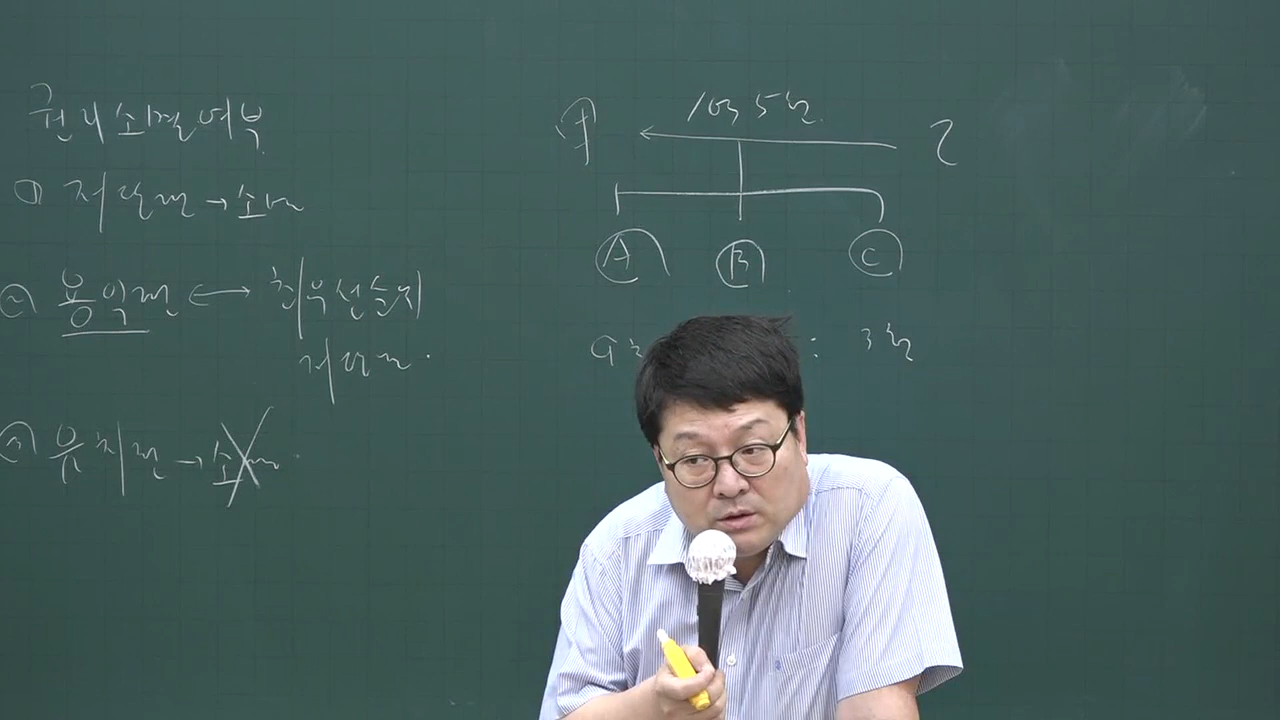 권리소멸여부
① 저당권 → 소멸
② 용익권 ↔ 최우선순위
저당권.
③ 유치권 → 소멸
甲 10억 5천. 乙
Ⓐ Ⓑ Ⓒ
: 3천